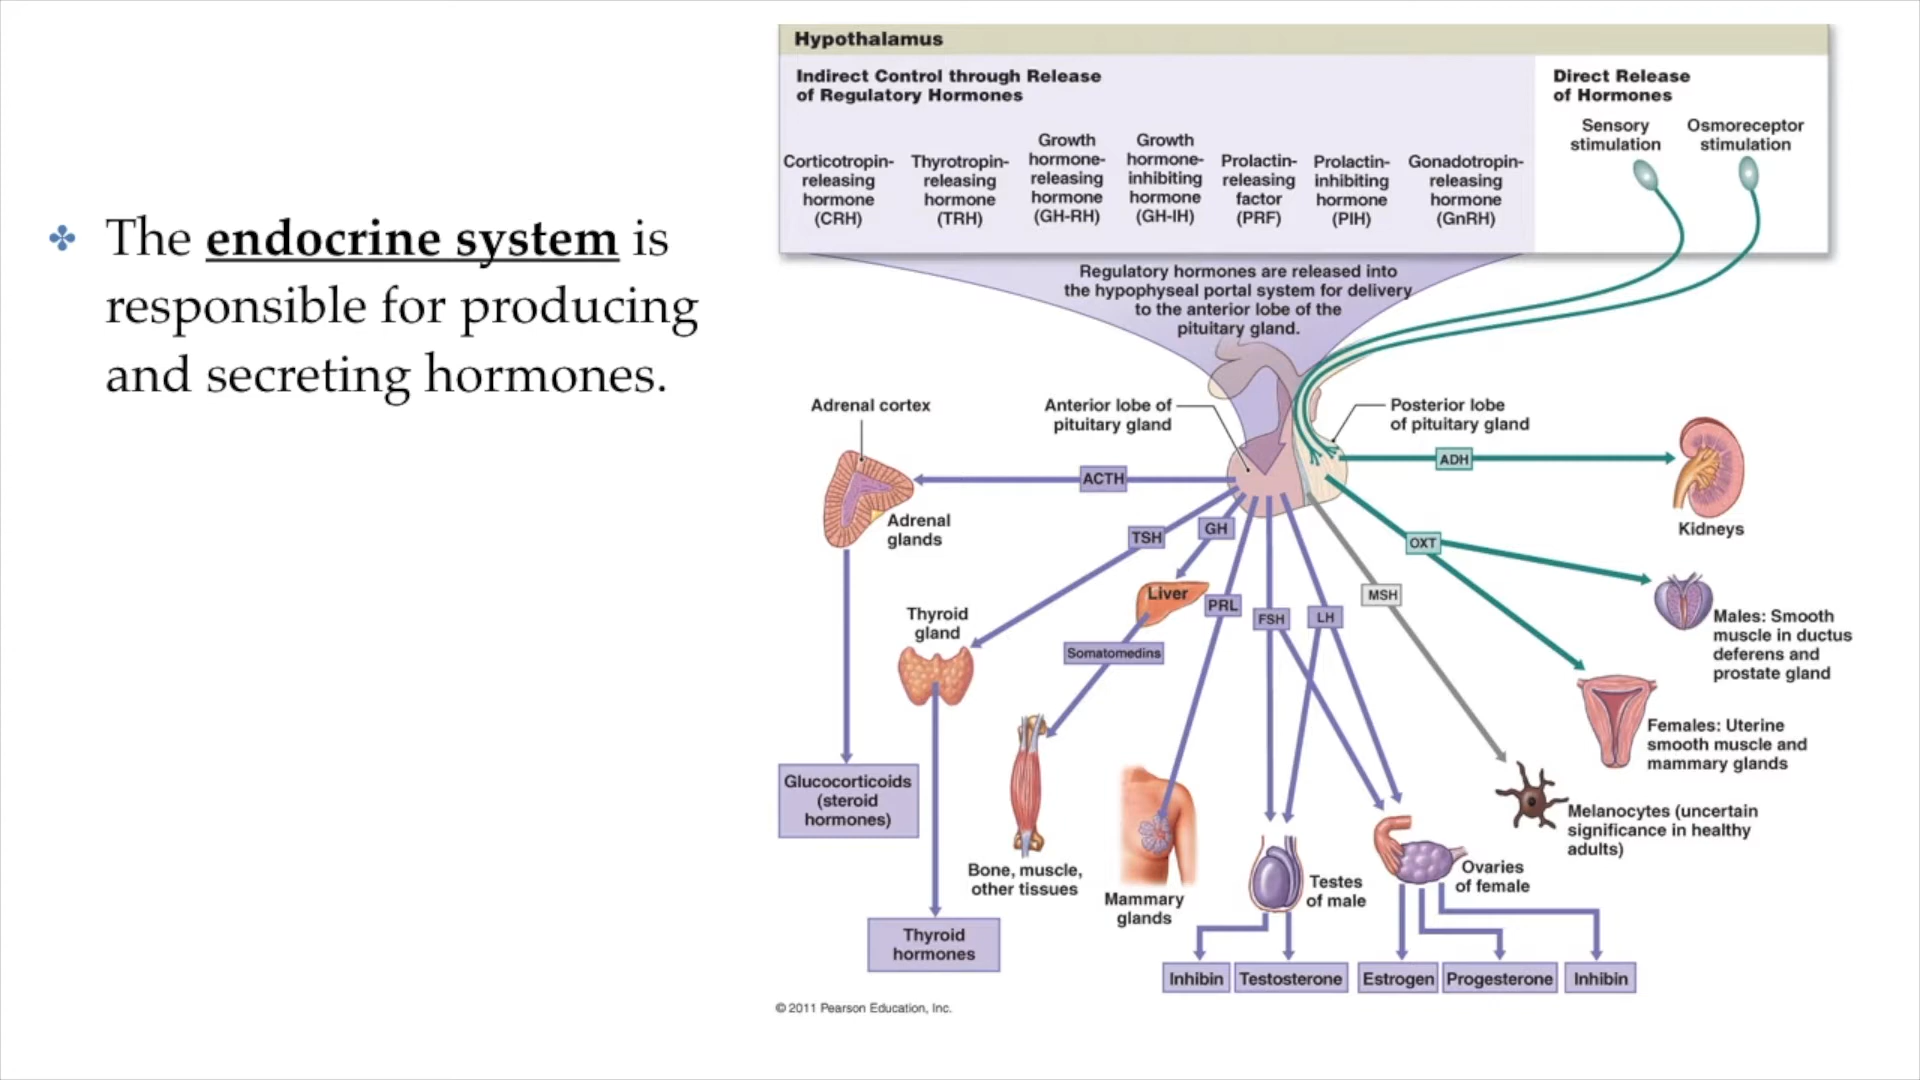 The endocrine system is
responsible for producing
and secreting hormones.
Hypothalamus
Indirect Control through Release
of Regulatory Hormones
Corticotropin-
releasing
hormone
(CRH)
Thyrotropin-
releasing
hormone
(TRH)
Growth
hormone-
releasing
hormone
(GH-RH)
Growth
hormone-
inhibiting
hormone
(GH-IH)
Prolactin-
releasing
factor
(PRF)
Prolactin-
inhibiting
hormone
(PIH)
Gonadotropin-
releasing
hormone
(GnRH)
Direct Release
of Hormones
Sensory
stimulation
Osmoreceptor
stimulation
Regulatory hormones are released into
the hypophyseal portal system for delivery
to the anterior lobe of the
pituitary gland.
Adrenal cortex
Anterior lobe of
pituitary gland
Posterior lobe
of pituitary gland
ADH
ACTH
Kidneys
Adrenal
glands
TSH
GH
OXT
Liver
PRL
FSH
LH
MSH
Thyroid
gland
Somatomedins
Males: Smooth
muscle in ductus
deferens and
prostate gland
Females: Uterine
smooth muscle and
mammary glands
Glucocorticoids
(steroid
hormones)
Melanocytes (uncertain
significance in healthy
adults)
Bone, muscle,
other tissues
Mammary
glands
Testes
of male
Ovaries
of female
Thyroid
hormones
Inhibin
Testosterone
Estrogen
Progesterone
Inhibin
© 2011 Pearson Education, Inc.